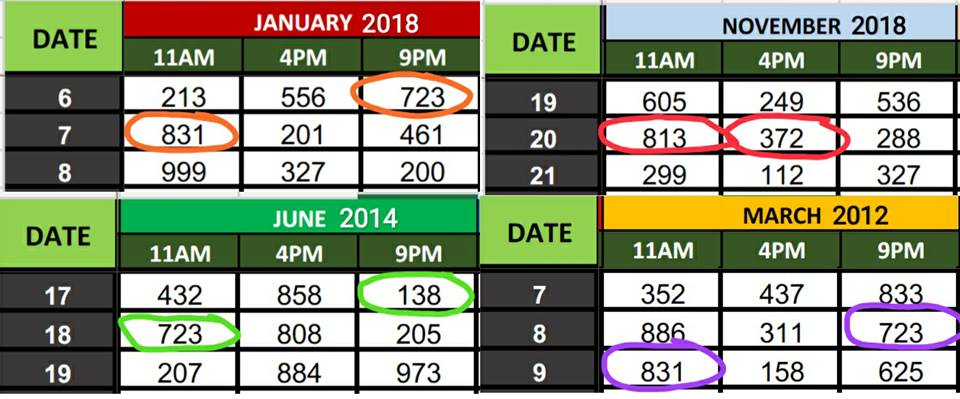 DATE JANUARY 2018
11AM 4PM 9PM
6 213 556 723
7 831 201 461
8 999 327 200
DATE NOVEMBER 2018
11AM 4PM 9PM
19 605 249 536
20 813 372 288
21 299 112 327
DATE JUNE 2014
11AM 4PM 9PM
17 432 858 138
18 723 808 205
19 207 884 973
DATE MARCH 2012
11AM 4PM 9PM
7 352 437 833
8 886 311 723
9 831 158 625